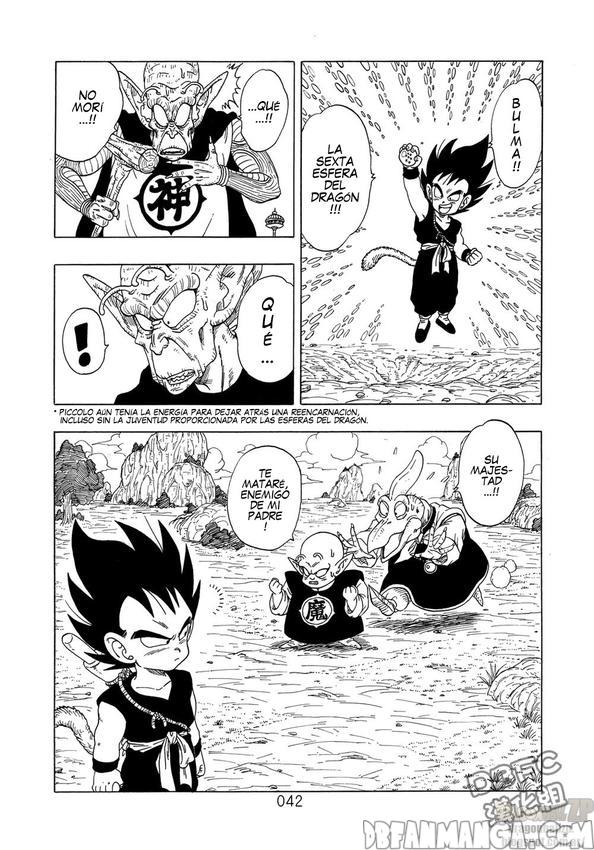 BULMA!!
LA
SEXTA
ESFERA
DEL
DRAGÓN
!!!
¿QUÉ
...!!
NO
MORÍ
...!!
QUÉ
...
!
* PICCOLO AÚN TENÍA LA ENERGÍA PARA DEJAR ATRÁS UNA REENCARNACIÓN,
INCLUSO SIN LA JUVENTUD PROPORCIONADA POR LAS ESFERAS DEL DRAGÓN.
SU
MAJES-
TAD
...!!
TE
MATARÉ,
ENEMIGO
DE MI
PADRE
!
神
魔
042
DBFANMANGA.COM